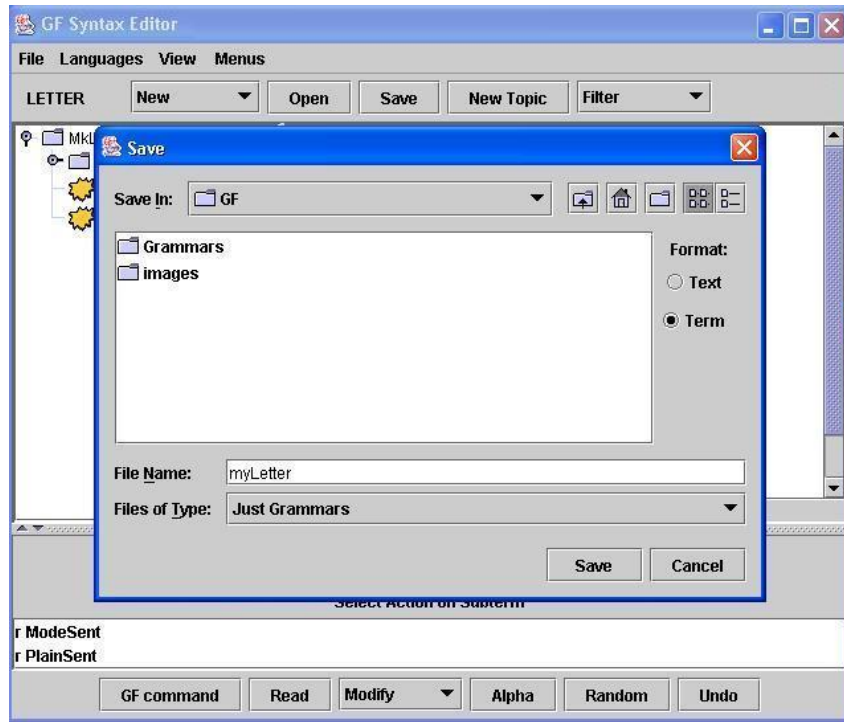 GF Syntax Editor
File Languages View Menus
LETTER New Open Save New Topic Filter
Save
Save In: GF
Grammars
images
Format:
Text
Term
File Name: myLetter
Files of Type: Just Grammars
Save Cancel
Select Action on Subterm
r ModeSent
r PlainSent
GF command Read Modify Alpha Random Undo